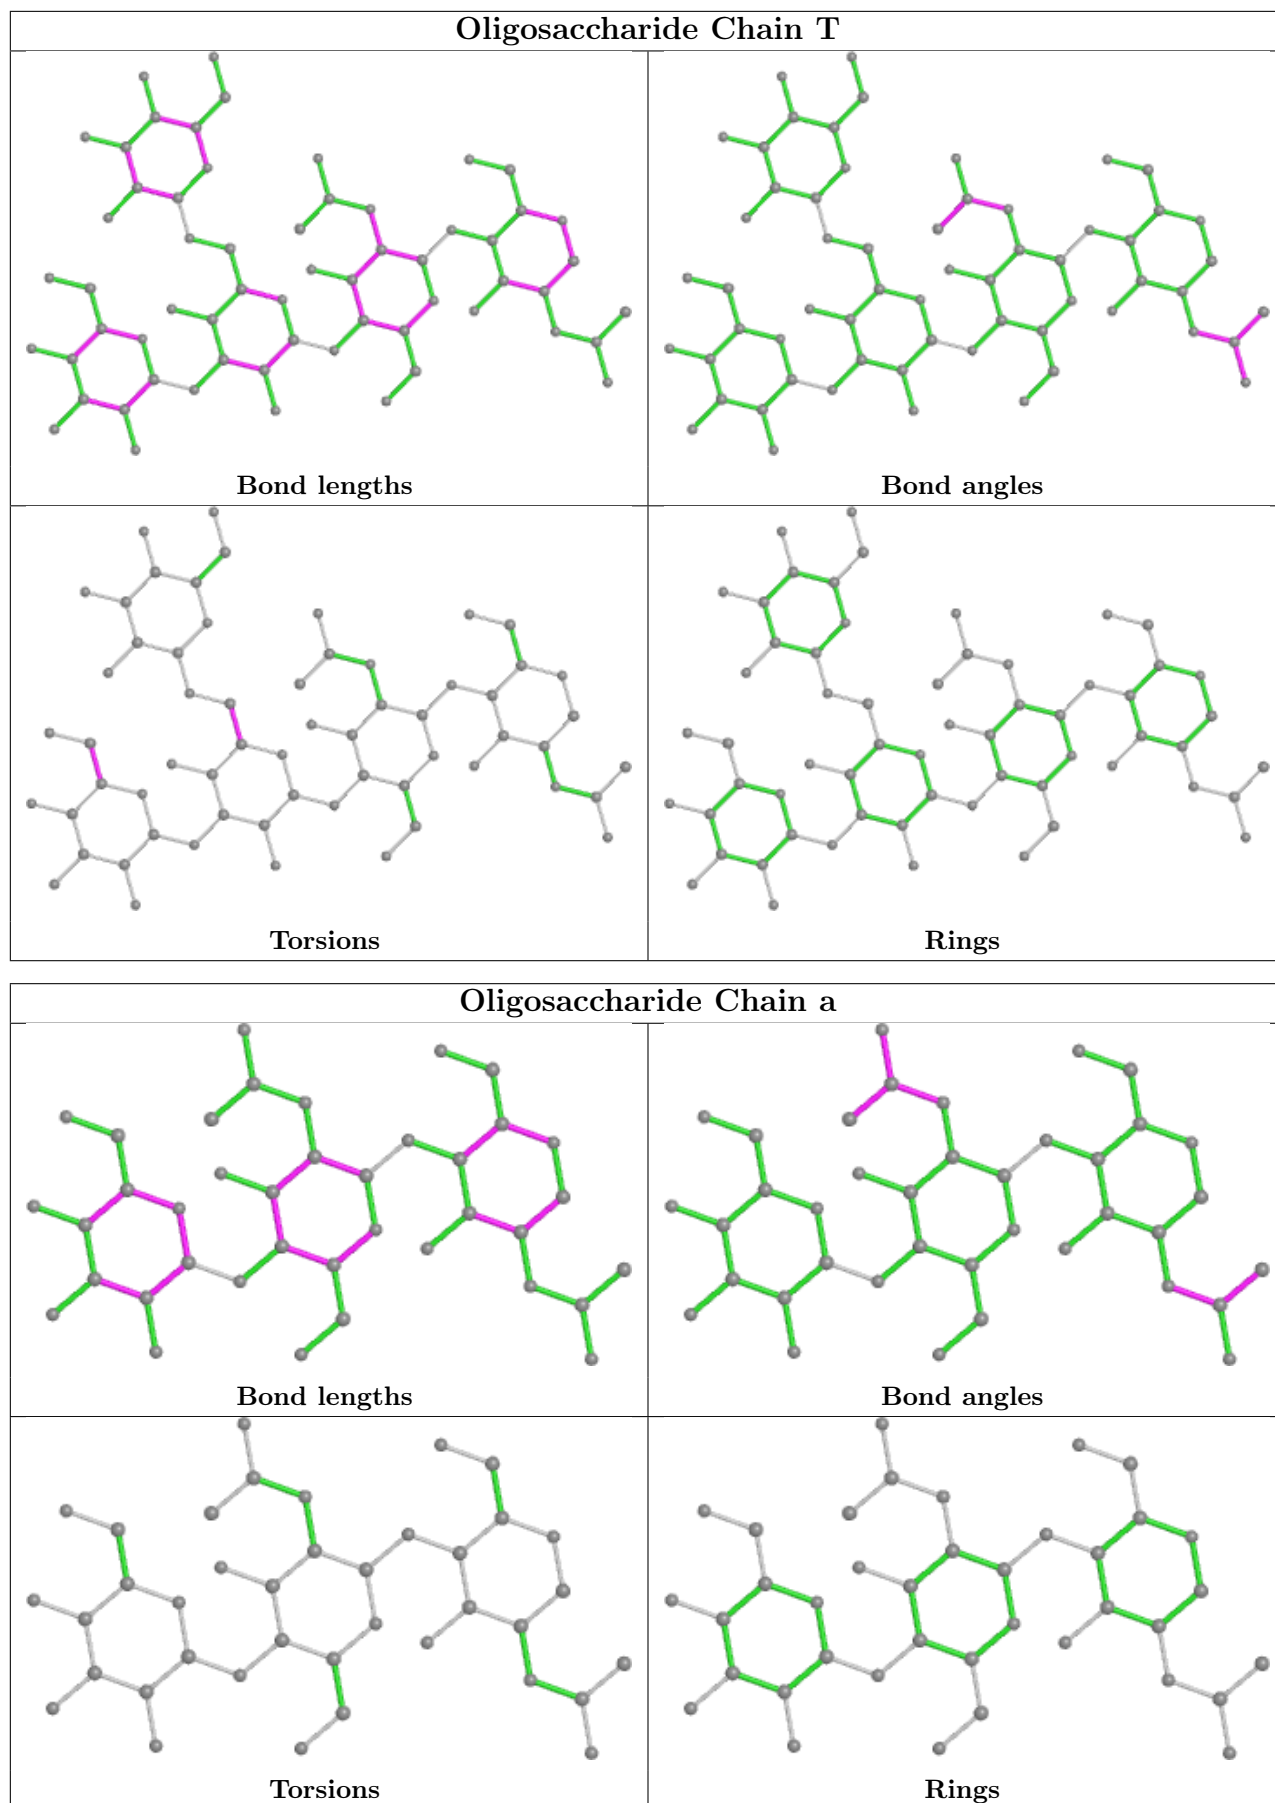 Oligosaccharide Chain T
Bond lengths
Bond angles
Torsions
Rings
Oligosaccharide Chain a
Bond lengths
Bond angles
Torsions
Rings